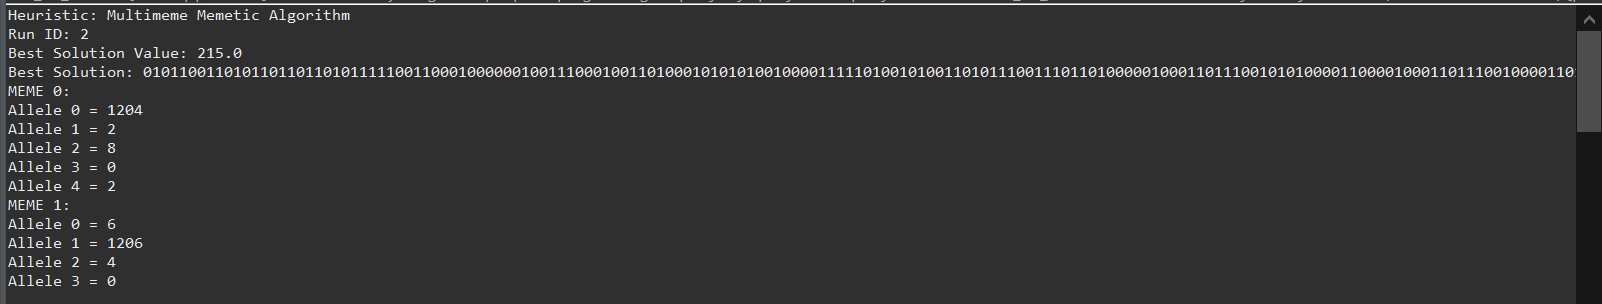 Heuristic: Multimeme Memetic Algorithm
Run ID: 2
Best Solution Value: 215.0
Best Solution: 0101100110101101101101011111001100010000001001110001001101000101010100100001111101001010011010111001110110100000100011011100101010000110000100011011100100001101
MEME 0:
Allele 0 = 1204
Allele 1 = 2
Allele 2 = 8
Allele 3 = 0
Allele 4 = 2
MEME 1:
Allele 0 = 6
Allele 1 = 1206
Allele 2 = 4
Allele 3 = 0